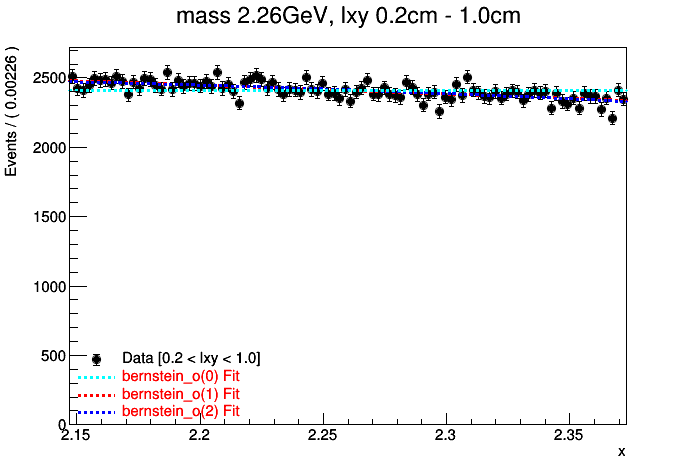 mass 2.26GeV, lxy 0.2cm - 1.0cm
Events / ( 0.00226 )
2500
2000
1500
1000
500
0
Data [0.2 < lxy < 1.0]
bernstein_o(0) Fit
bernstein_o(1) Fit
bernstein_o(2) Fit
2.15 2.2 2.25 2.3 2.35
x